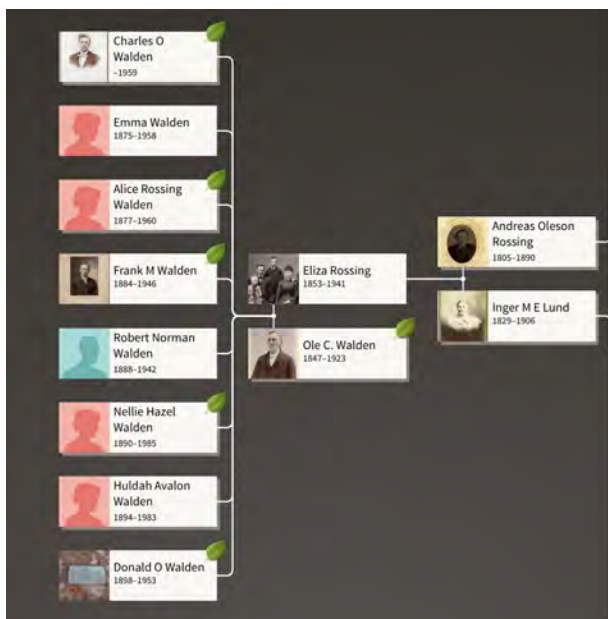 Charles O
Walden
–1959
Emma Walden
1875–1958
Alice Rossing
Walden
1877–1960
Frank M Walden
1884–1946
Robert Norman
Walden
1888–1942
Nellie Hazel
Walden
1890–1985
Huldah Avalon
Walden
1894–1983
Donald O Walden
1898–1953
Eliza Rossing
1853–1941
Ole C. Walden
1847–1923
Andreas Oleson
Rossing
1805–1890
Inger M E Lund
1829–1906